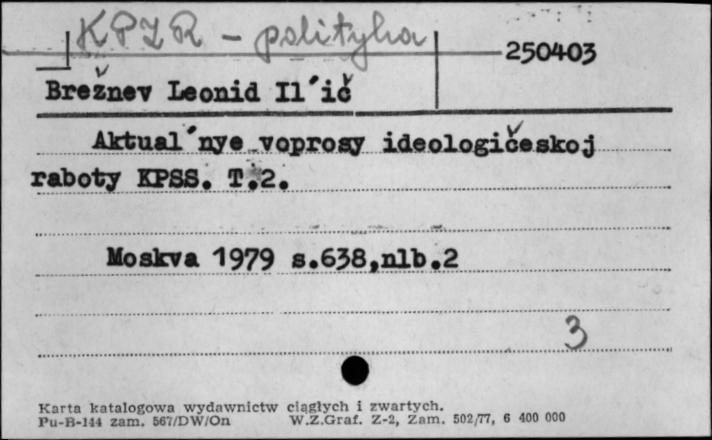 KPZR - polityka
250403
Brežnev Leonid Il´ič
Aktual´nye voprosy ideologičeskoj
raboty KPSS. T.2.
Moskva 1979 s.638,nlb.2
3
Karta katalogowa wydawnictw ciągłych i zwartych.
Pu-B-144 zam. 567/DW/On W.Z.Graf. Z-2, Zam. 502/77, 6 400 000